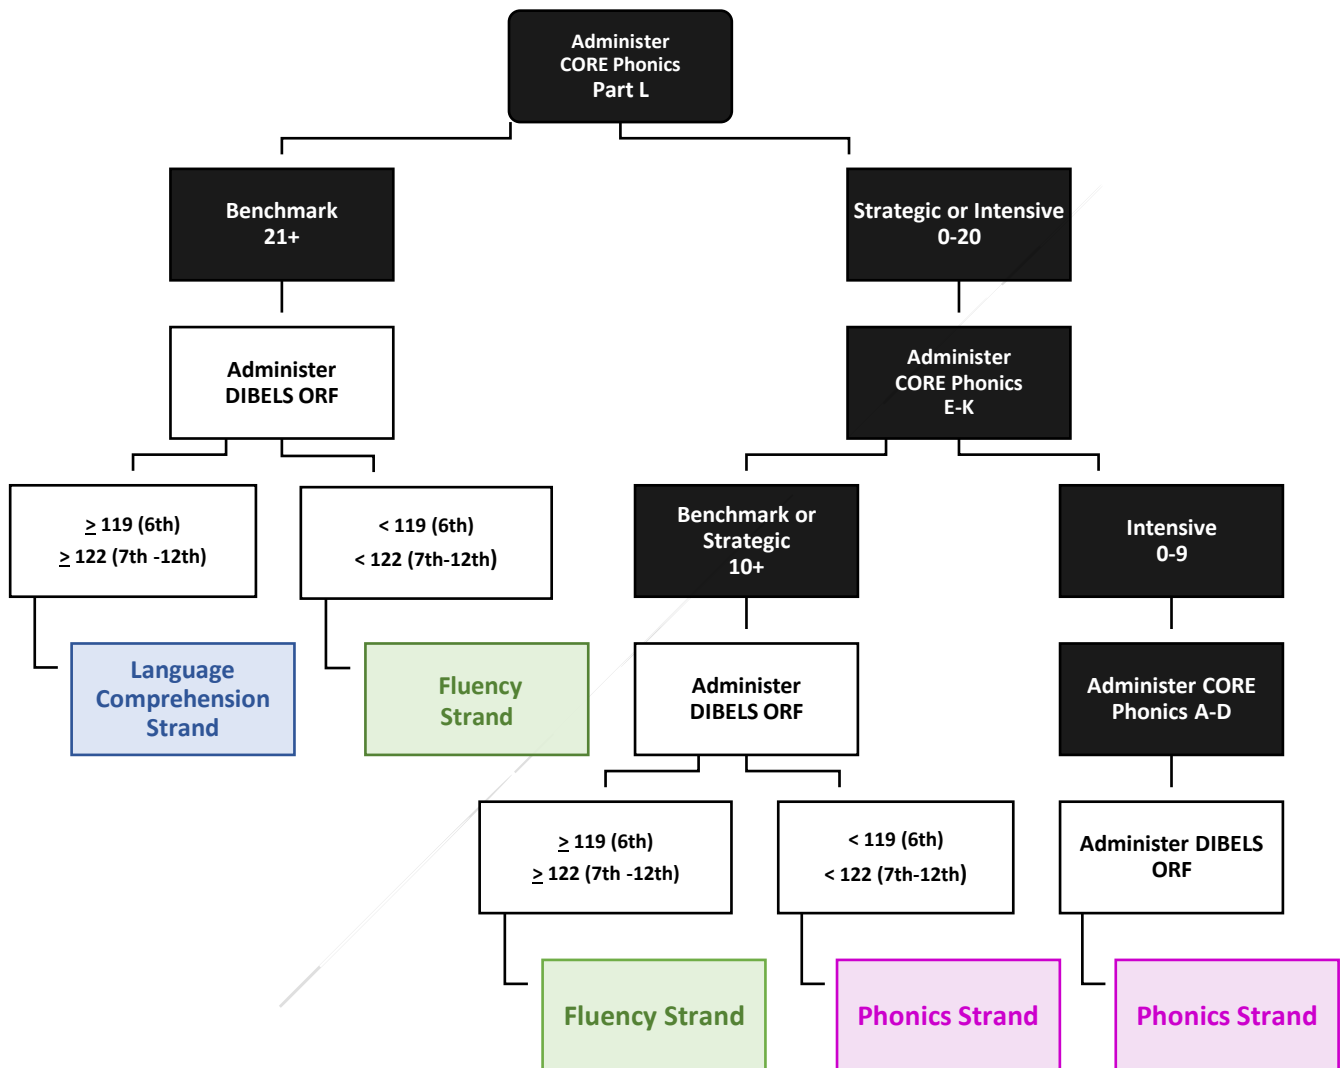 Administer
CORE Phonics
Part L
Benchmark
21+
Strategic or Intensive
0-20
Administer
DIBELS ORF
Administer
CORE Phonics
E-K
≥ 119 (6th)
≥ 122 (7th -12th)
< 119 (6th)
< 122 (7th-12th)
Benchmark or
Strategic
10+
Intensive
0-9
Language
Comprehension
Strand
Fluency
Strand
Administer
DIBELS ORF
Administer CORE
Phonics A-D
≥ 119 (6th)
≥ 122 (7th -12th)
< 119 (6th)
< 122 (7th-12th)
Administer DIBELS
ORF
Fluency Strand
Phonics Strand
Phonics Strand